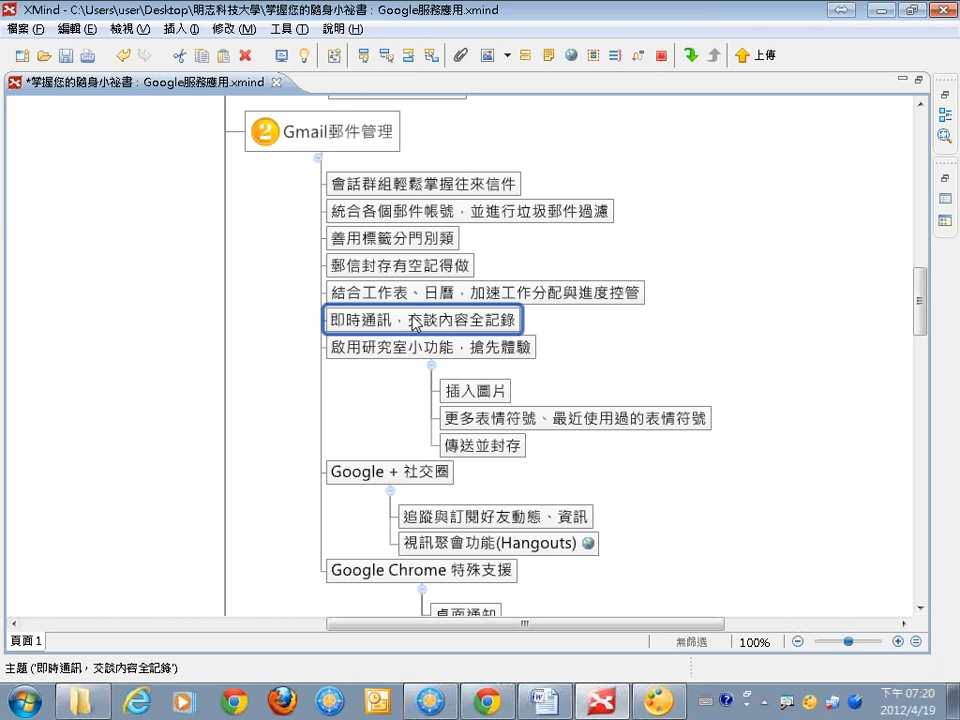 XMind - C:\Users\user\Desktop\明志科技大學\掌握您的隨身小祕書：Google服務應用.xmind
檔案(F) 編輯(E) 檢視(V) 插入(I) 修改(M) 工具(T) 說明(H)
上傳
*掌握您的隨身小祕書：Google服務應用.xmind
2 Gmail郵件管理
會話群組輕鬆掌握往來信件
統合各個郵件帳號，並進行垃圾郵件過濾
善用標籤分門別類
郵信封存有空記得做
結合工作表、日曆，加速工作分配與進度控管
即時通訊，交談內容全記錄
啟用研究室小功能，搶先體驗
插入圖片
更多表情符號、最近使用過的表情符號
傳送並封存
Google + 社交圈
追蹤與訂閱好友動態、資訊
視訊聚會功能(Hangouts)
Google Chrome 特殊支援
桌面通知
頁面 1
無篩選
100%
主題 ('即時通訊，交談內容全記錄')
下午 07:20
2012/4/19